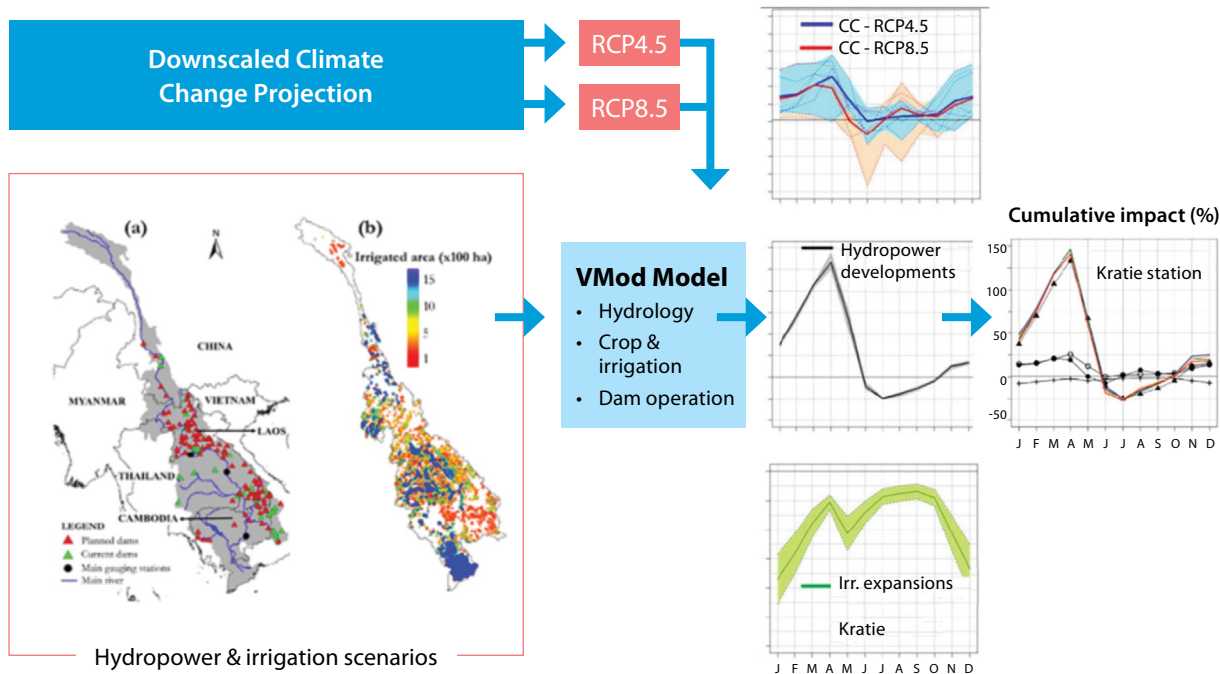 Downscaled Climate
Change Projection
RCP4.5
RCP8.5
CC - RCP4.5
CC - RCP8.5
(a)
N
CHINA
MYANMAR
VIETNAM
LAOS
THAILAND
CAMBODIA
LEGEND
Planned dams
Current dams
Main gauging stations
Main river
(b)
Irrigated area (x100 ha)
15
10
5
1
Hydropower & irrigation scenarios
VMod Model
• Hydrology
• Crop &
irrigation
• Dam operation
Hydropower
developments
Irr. expansions
Kratie
J F M A M J J A S O N D
Cumulative impact (%)
150
100
50
0
-50
Kratie station
J F M A M J J A S O N D